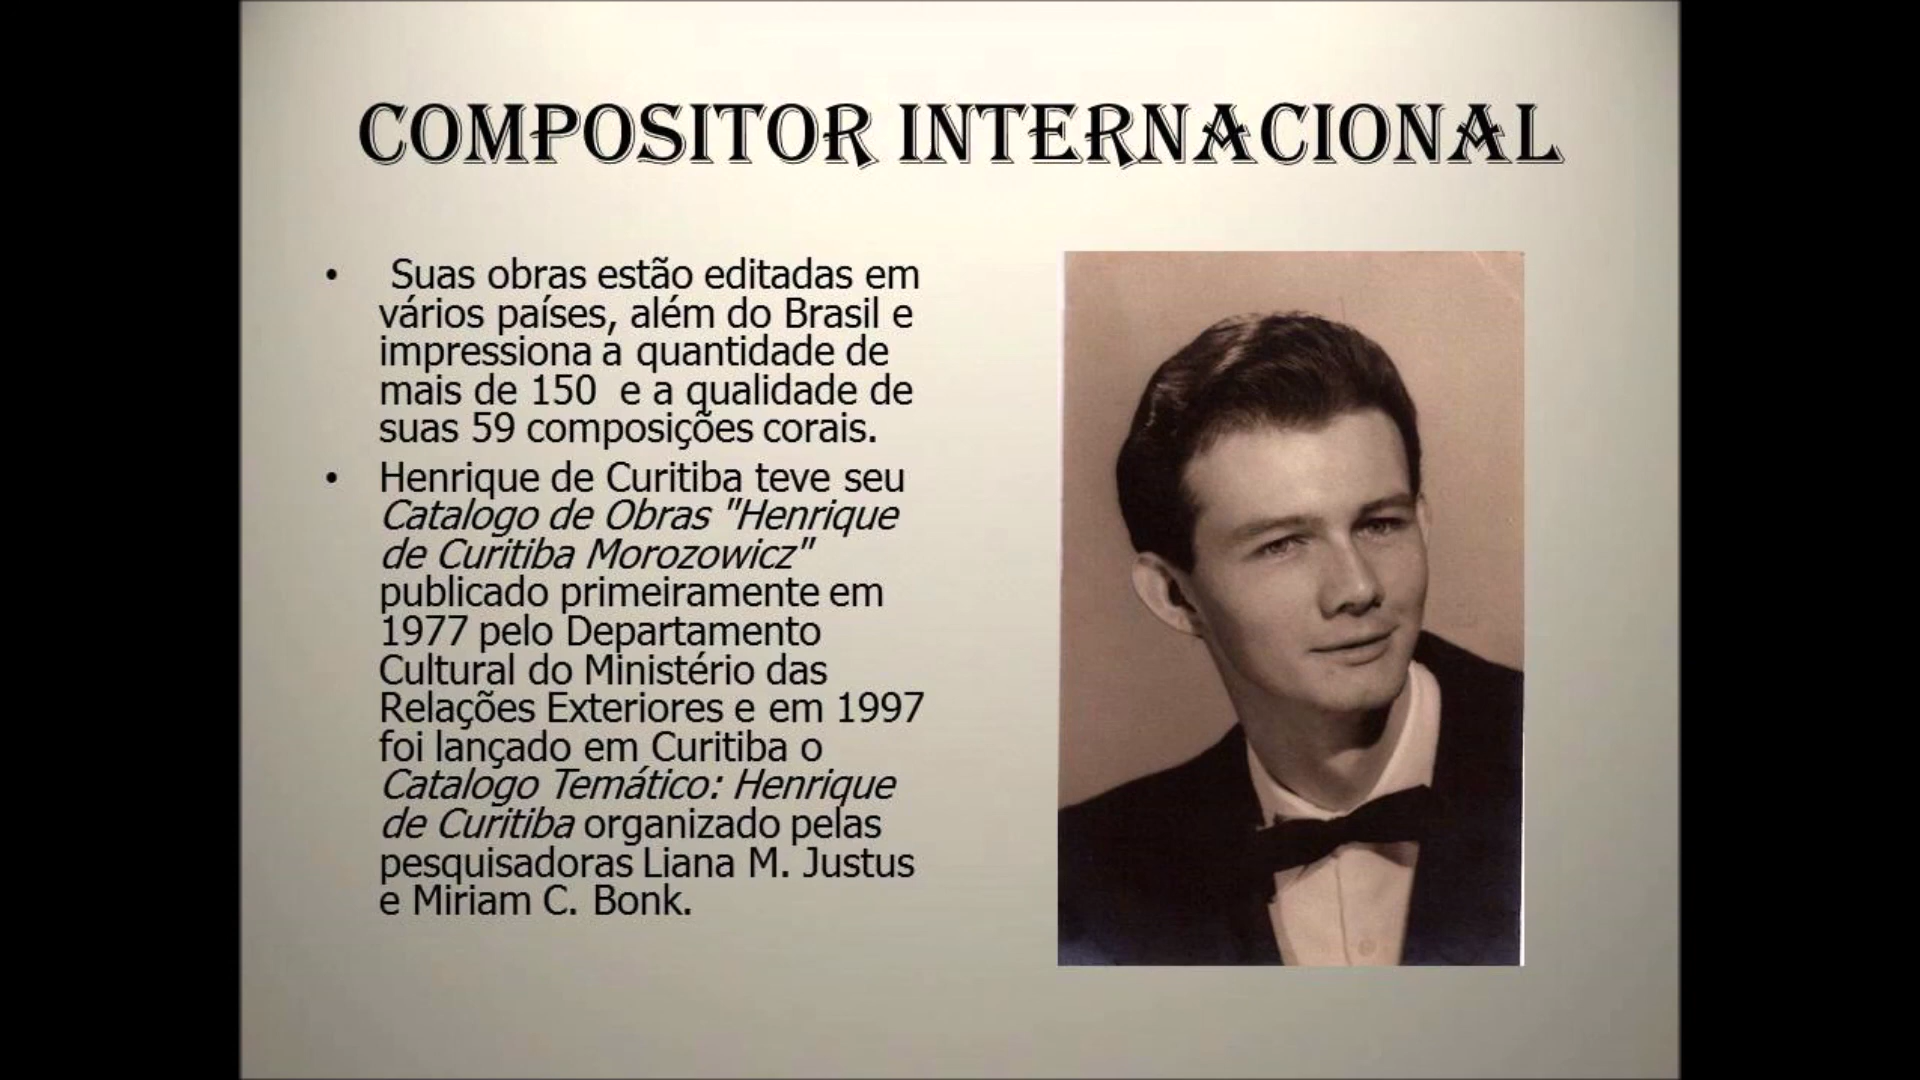 COMPOSITOR INTERNACIONAL
• Suas obras estão editadas em
vários países, além do Brasil e
impressiona a quantidade de
mais de 150  e a qualidade de
suas 59 composições corais.
• Henrique de Curitiba teve seu
Catalogo de Obras "Henrique
de Curitiba Morozowicz"
publicado primeiramente em
1977 pelo Departamento
Cultural do Ministério das
Relações Exteriores e em 1997
foi lançado em Curitiba o
Catalogo Temático: Henrique
de Curitiba organizado pelas
pesquisadoras Liana M. Justus
e Miriam C. Bonk.